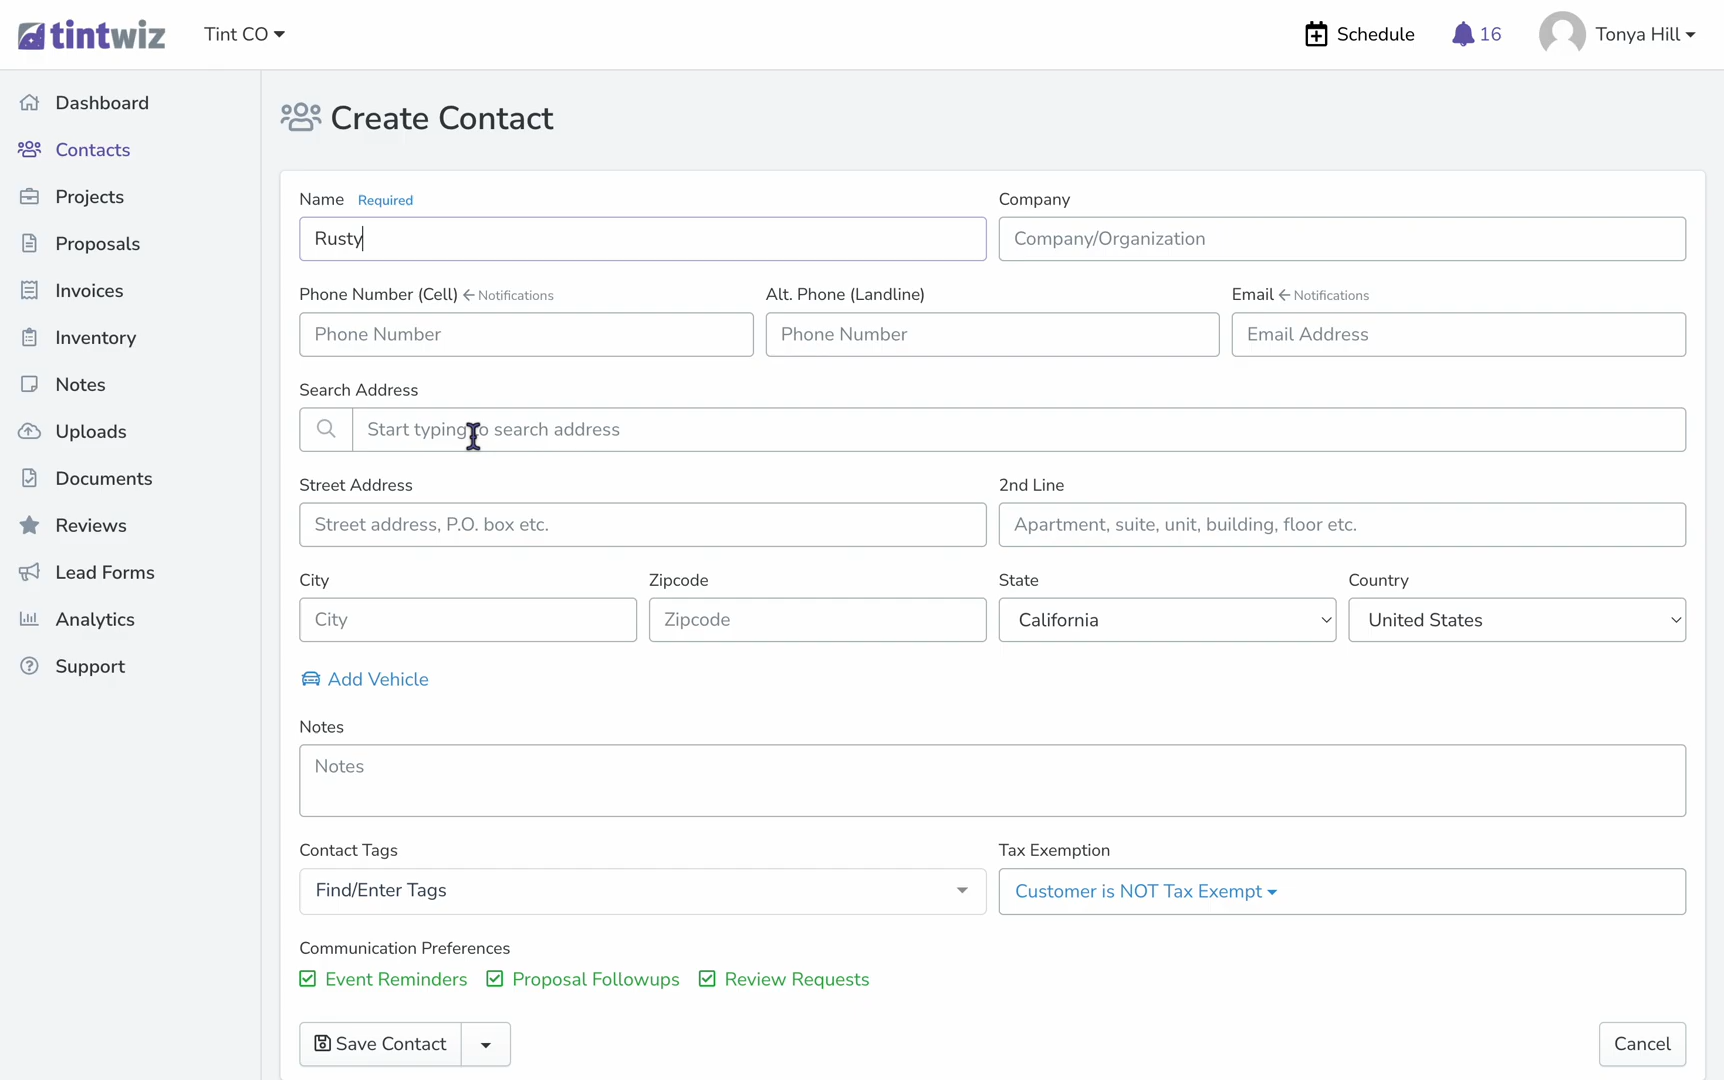 tintwiz
Tint CO
Schedule
16
Tonya Hill
Dashboard
Contacts
Projects
Proposals
Invoices
Inventory
Notes
Uploads
Documents
Reviews
Lead Forms
Analytics
Support
Create Contact
Name Required
Rusty
Company
Company/Organization
Phone Number (Cell) ← Notifications
Phone Number
Alt. Phone (Landline)
Phone Number
Email ← Notifications
Email Address
Search Address
Start typing to search address
Street Address
Street address, P.O. box etc.
2nd Line
Apartment, suite, unit, building, floor etc.
City
City
Zipcode
Zipcode
State
California
Country
United States
Add Vehicle
Notes
Notes
Contact Tags
Find/Enter Tags
Tax Exemption
Customer is NOT Tax Exempt
Communication Preferences
Event Reminders Proposal Followups Review Requests
Save Contact
Cancel